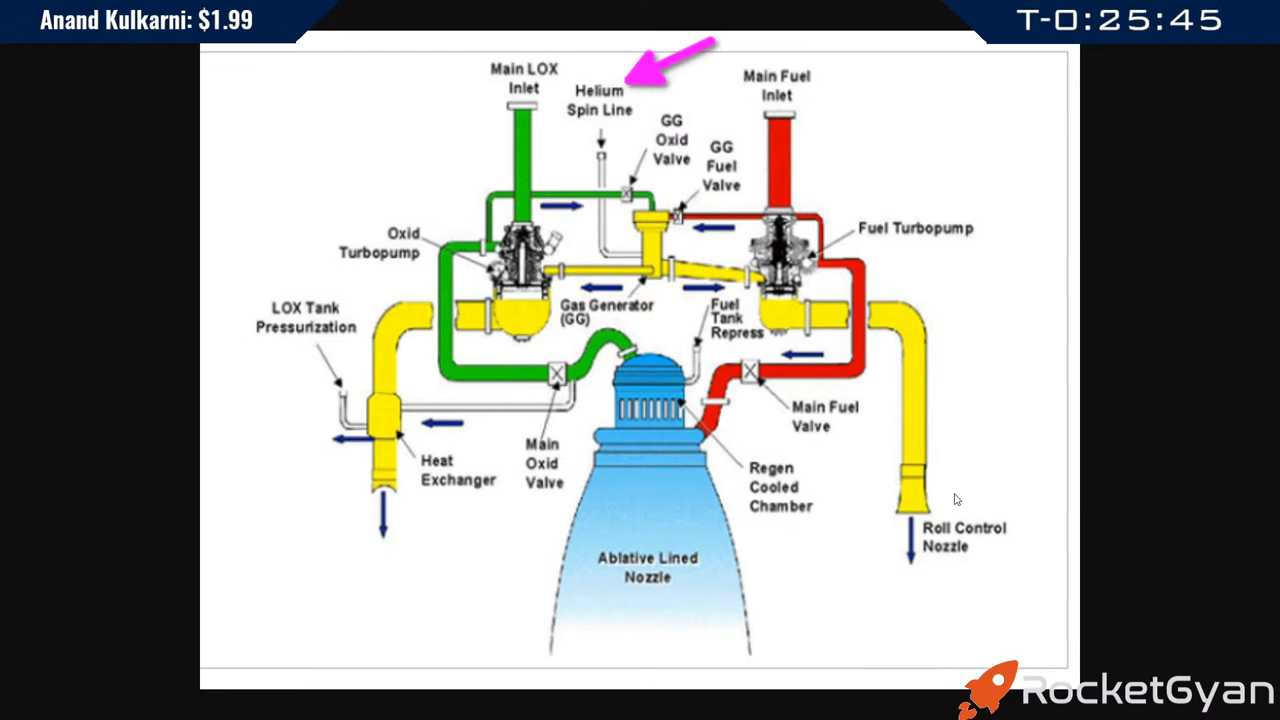 Anand Kulkarni: $1.99
T-0:25:45
Main LOX
Inlet
Helium
Spin Line
Main Fuel
Inlet
GG
Oxid
Valve
GG
Fuel
Valve
Oxid
Turbopump
Fuel Turbopump
LOX Tank
Pressurization
Gas Generator
(GG)
Fuel
Tank
Repress
Main Fuel
Valve
Main
Oxid
Valve
Heat
Exchanger
Regen
Cooled
Chamber
Roll Control
Nozzle
Ablative Lined
Nozzle
RocketGyan